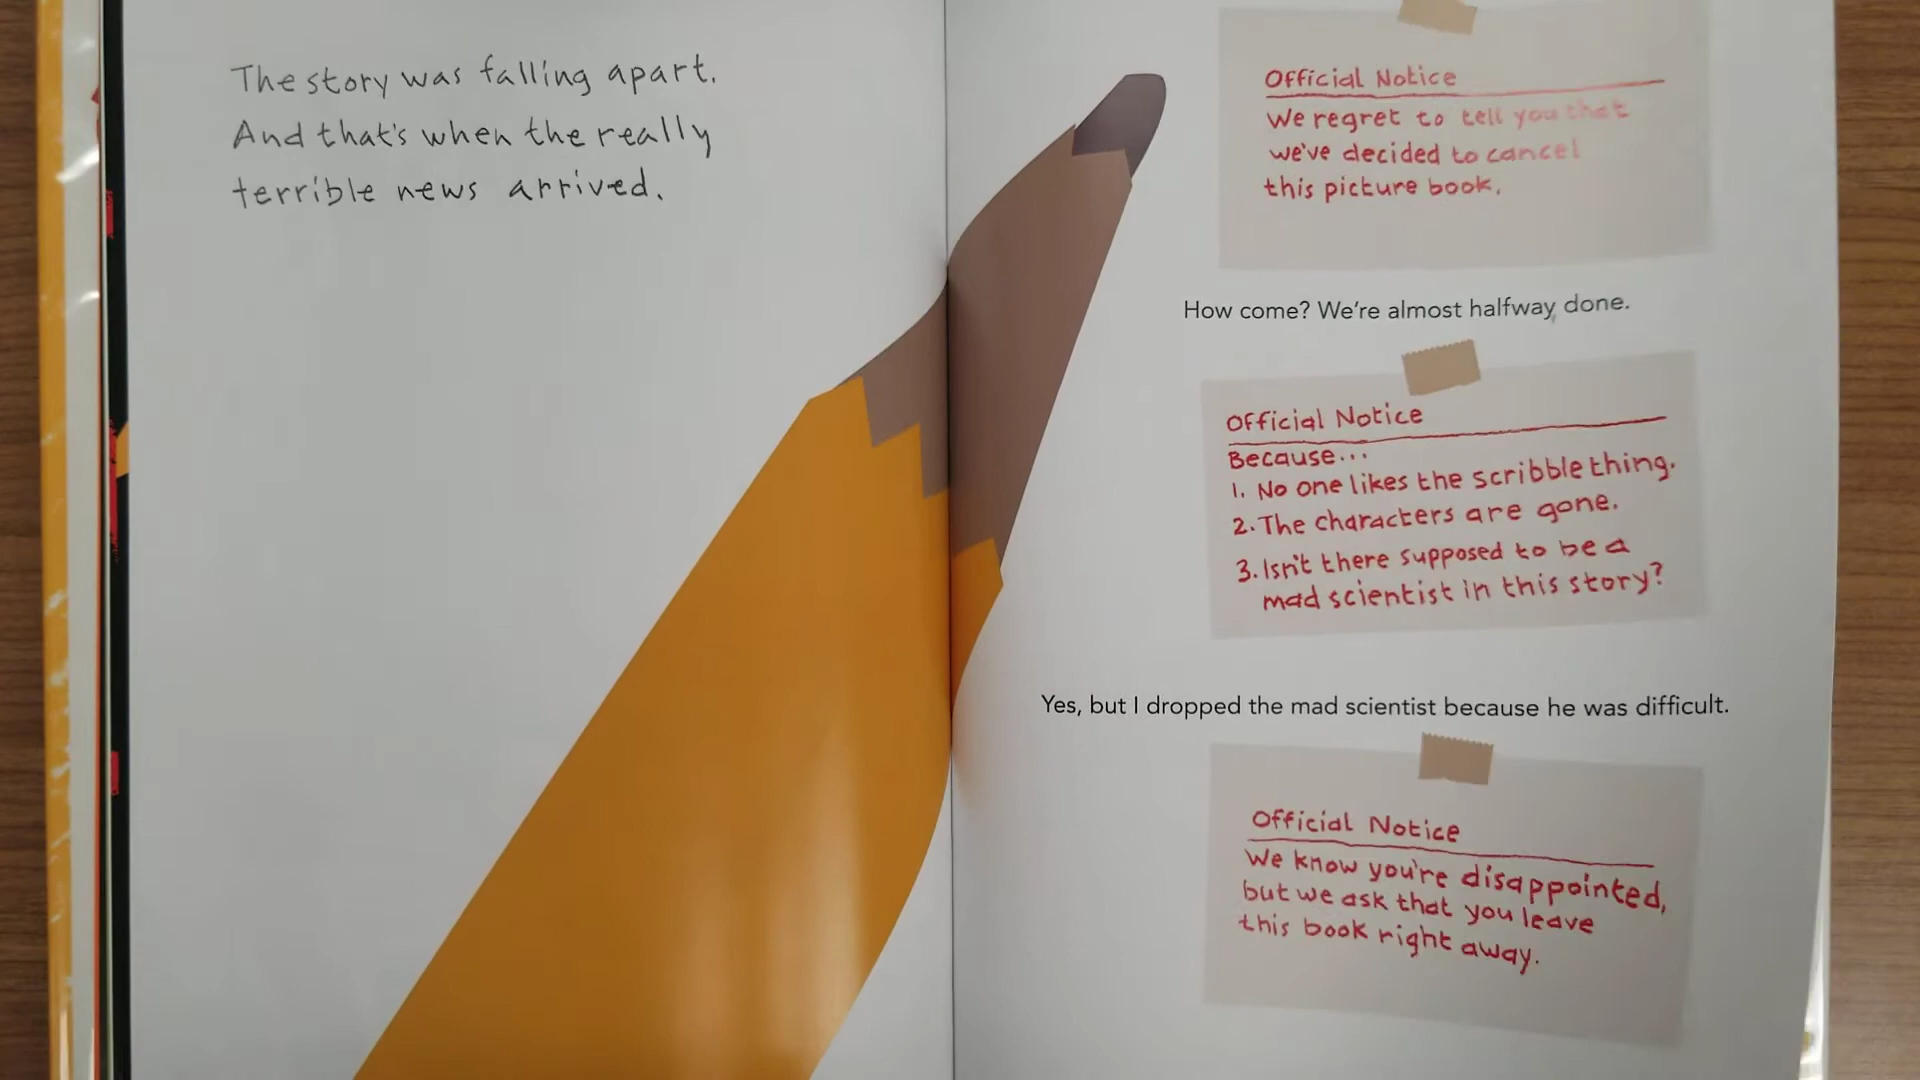 The story was falling apart.
And that's when the really
terrible news arrived.
Official Notice
We regret to tell you that
we've decided to cancel
this picture book.
How come? We're almost halfway done.
Official Notice
Because...
1. No one likes the scribble thing.
2. The characters are gone.
3. Isn't there supposed to be a
mad scientist in this story?
Yes, but I dropped the mad scientist because he was difficult.
Official Notice
We know you're disappointed,
but we ask that you leave
this book right away.